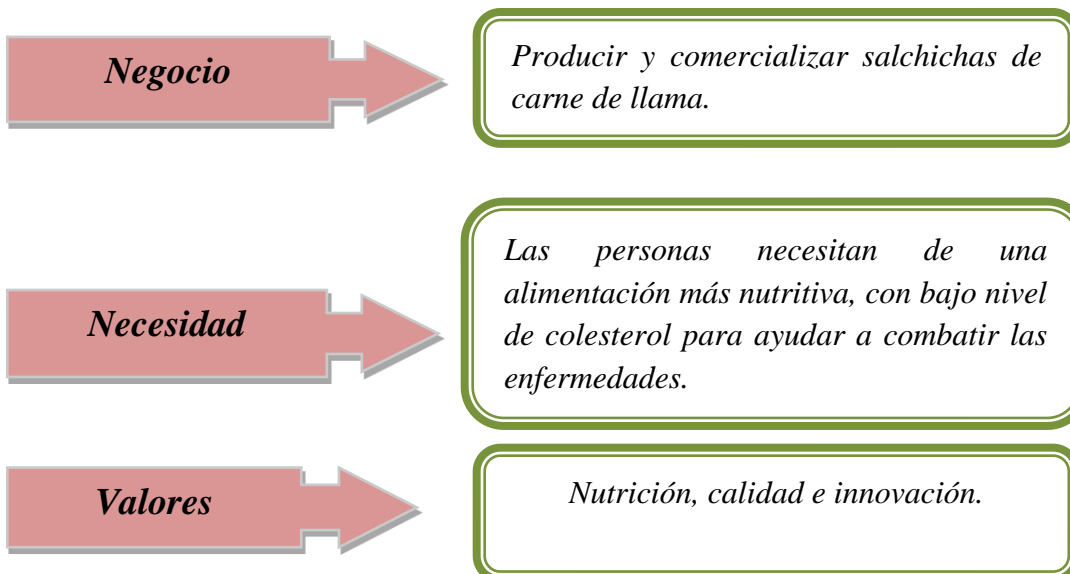 Negocio
Producir y comercializar salchichas de
carne de llama.
Necesidad
Las personas necesitan de una
alimentación más nutritiva, con bajo nivel
de colesterol para ayudar a combatir las
enfermedades.
Valores
Nutrición, calidad e innovación.